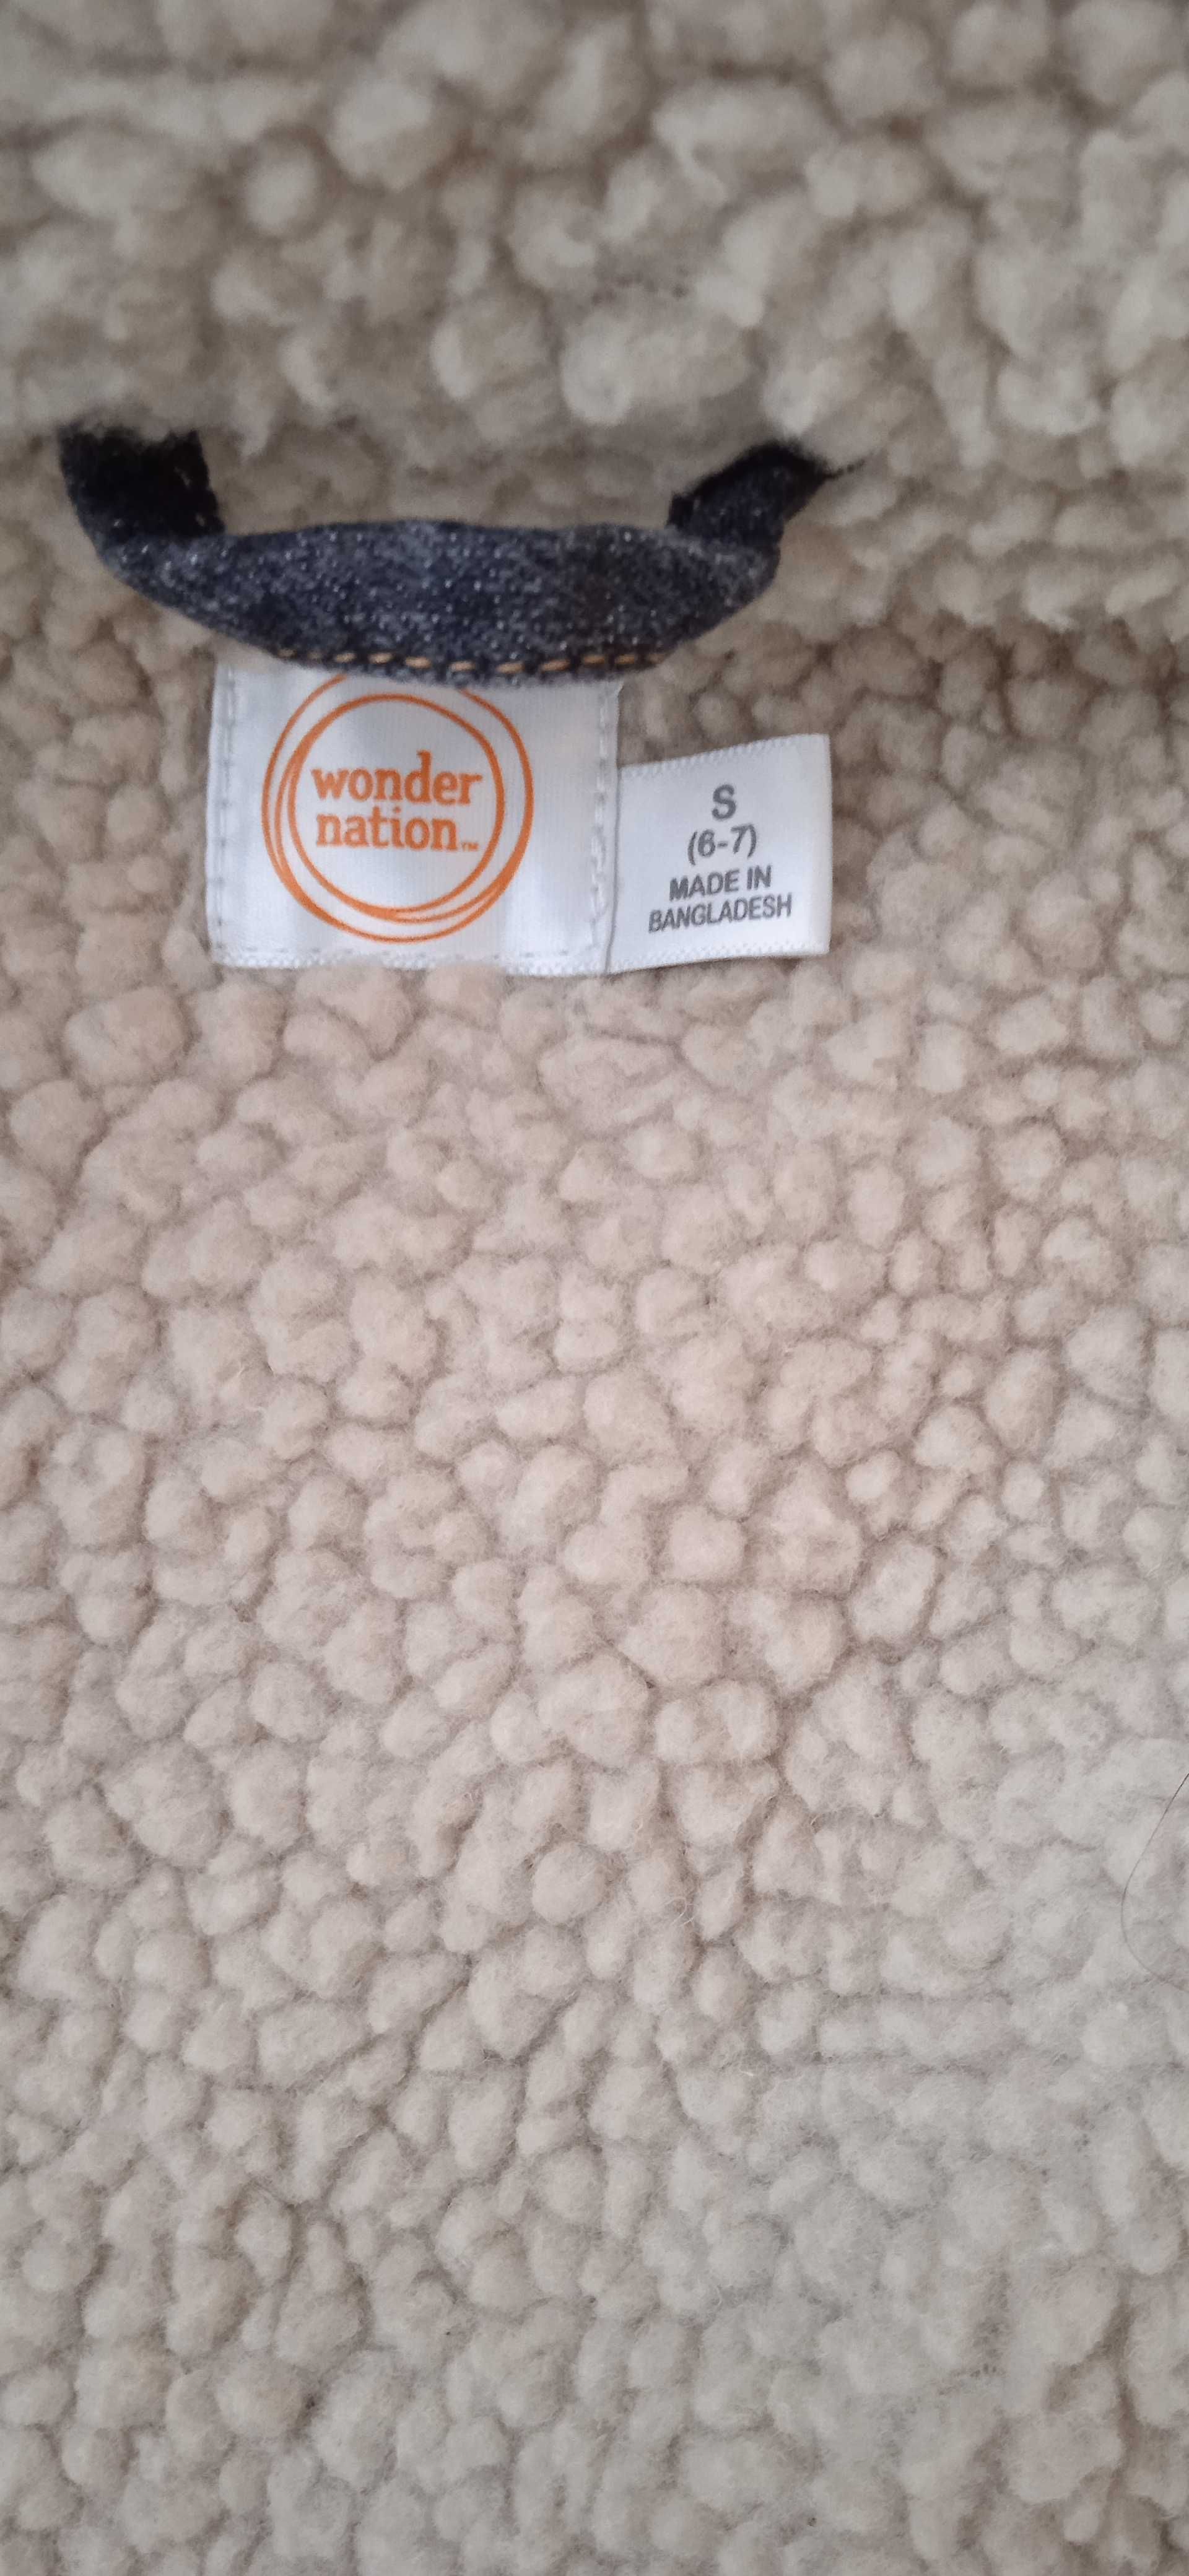 wonder
nation™
S
(6-7)
MADE IN
BANGLADESH